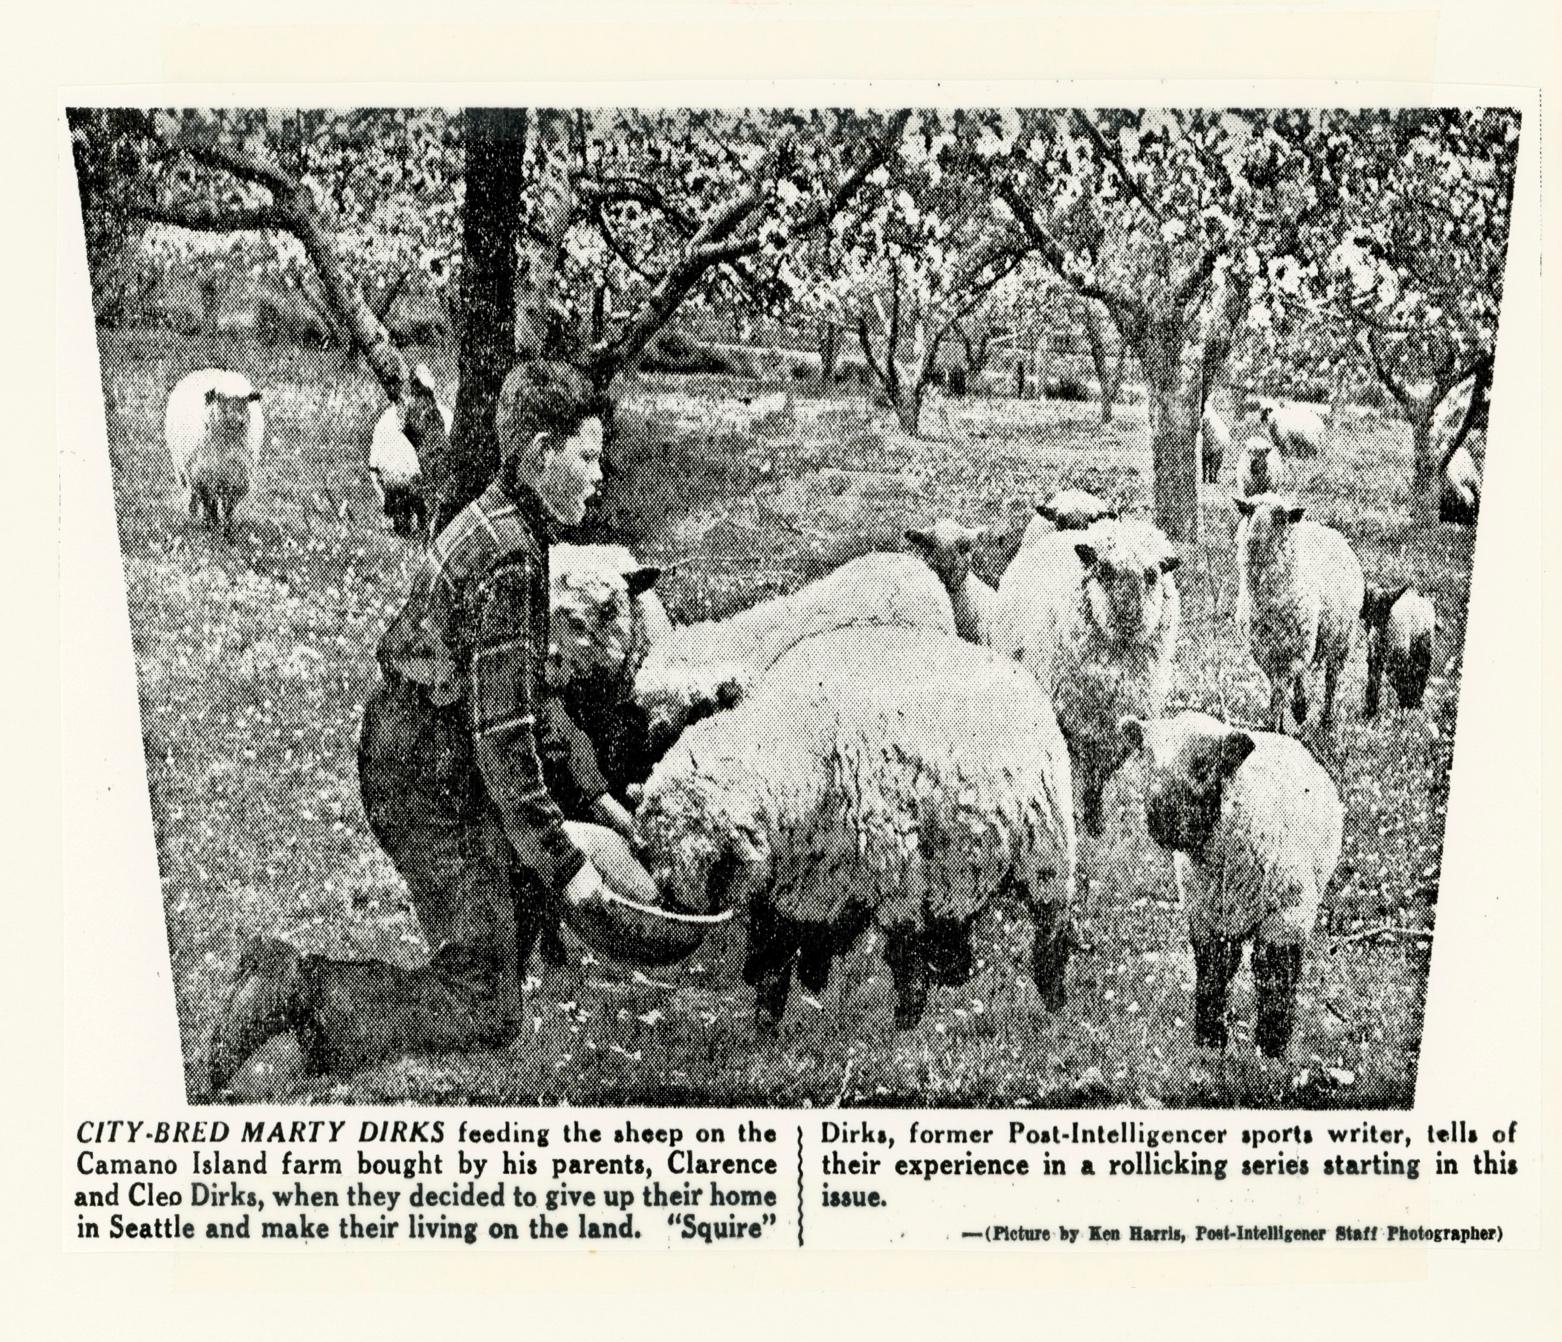 CITY-BRED MARTY DIRKS feeding the sheep on the
Camano Island farm bought by his parents, Clarence
and Cleo Dirks, when they decided to give up their home
in Seattle and make their living on the land. "Squire"
Dirks, former Post-Intelligencer sports writer, tells of
their experience in a rollicking series starting in this
issue.
—(Picture by Ken Harris, Post-Intelligener Staff Photographer)